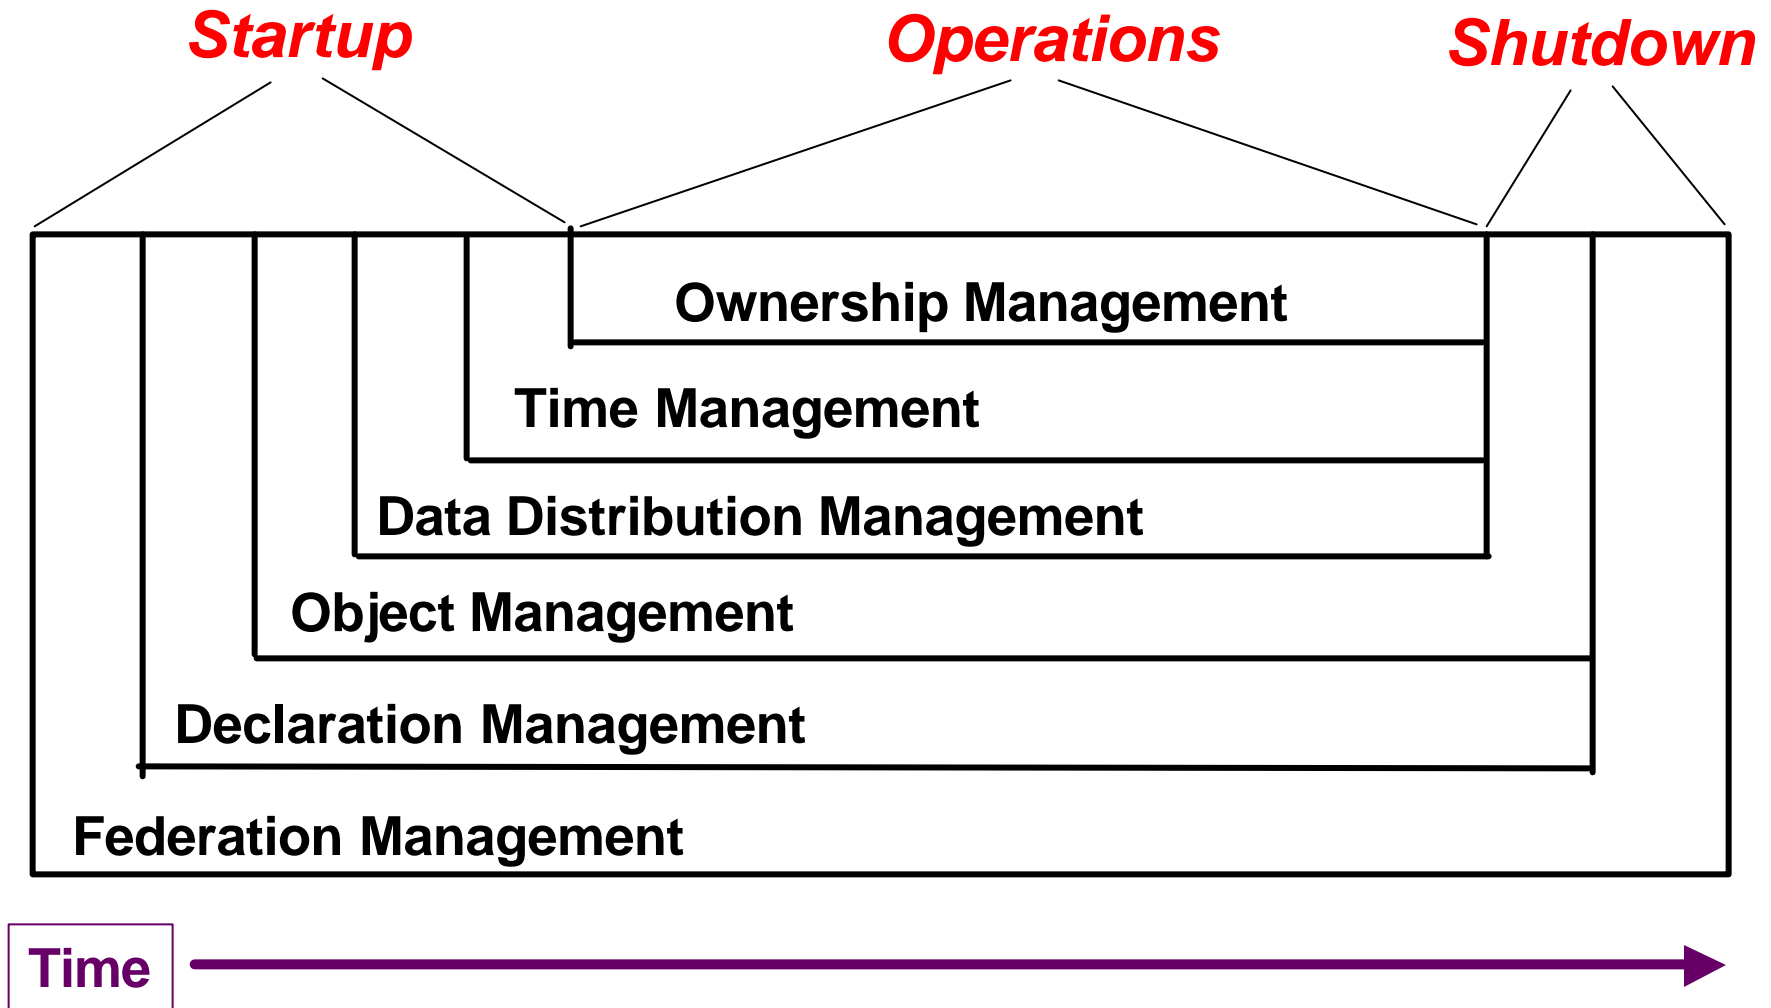 Startup
Operations
Shutdown
Ownership Management
Time Management
Data Distribution Management
Object Management
Declaration Management
Federation Management
Time